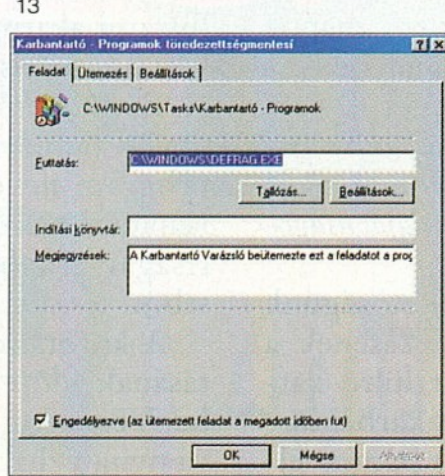 13
Karbantartó - Programok töredezettségmentesí
Feladat Ütemezés Beállítások
C:\WINDOWS\Tasks\Karbantartó - Programok
Futtatás: C:\WINDOWS\DEFRAG.EXE
Tallózás... Beállítások...
Indítási könyvtár:
Megjegyzések: A Karbantartó Varázsló beütemezte ezt a feladatot a prog
Engedélyezve (az ütemezett feladat a megadott időben fut)
OK Mégse